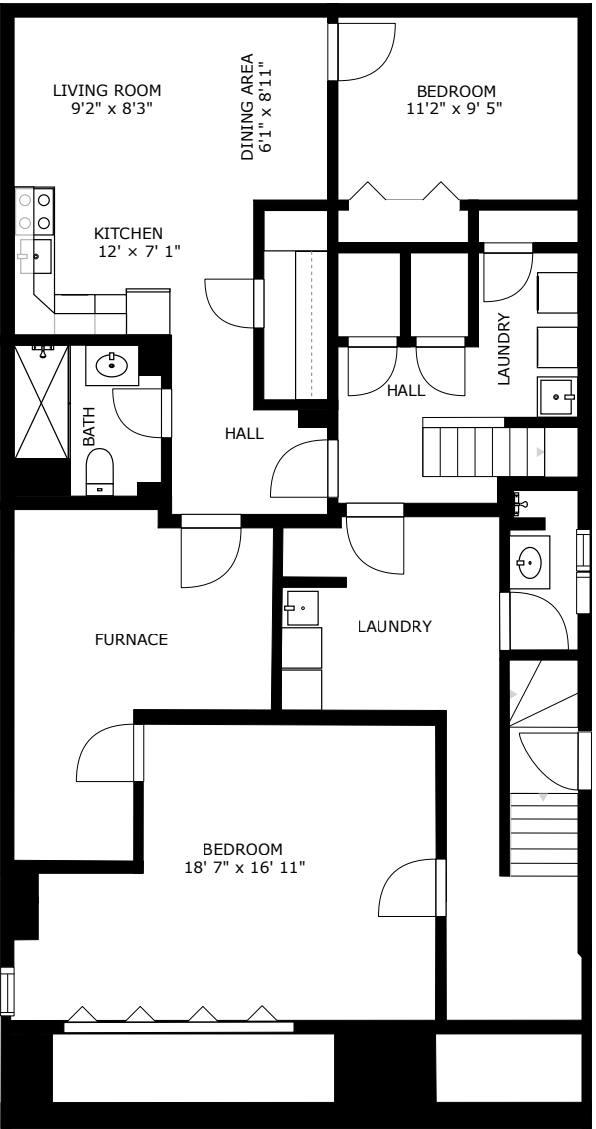 LIVING ROOM
9'2" x 8'3"
DINING AREA
6'1" x 8'11"
BEDROOM
11'2" x 9' 5"
KITCHEN
12' × 7' 1"
LAUNDRY
HALL
BATH
HALL
LAUNDRY
FURNACE
BEDROOM
18' 7" x 16' 11"